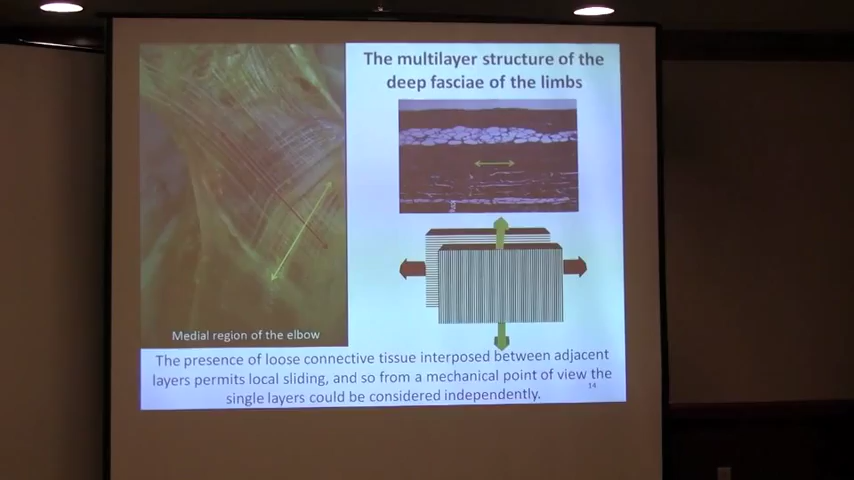 The multilayer structure of the
deep fasciae of the limbs
Medial region of the elbow
The presence of loose connective tissue interposed between adjacent
layers permits local sliding, and so from a mechanical point of view the
14
single layers could be considered independently.